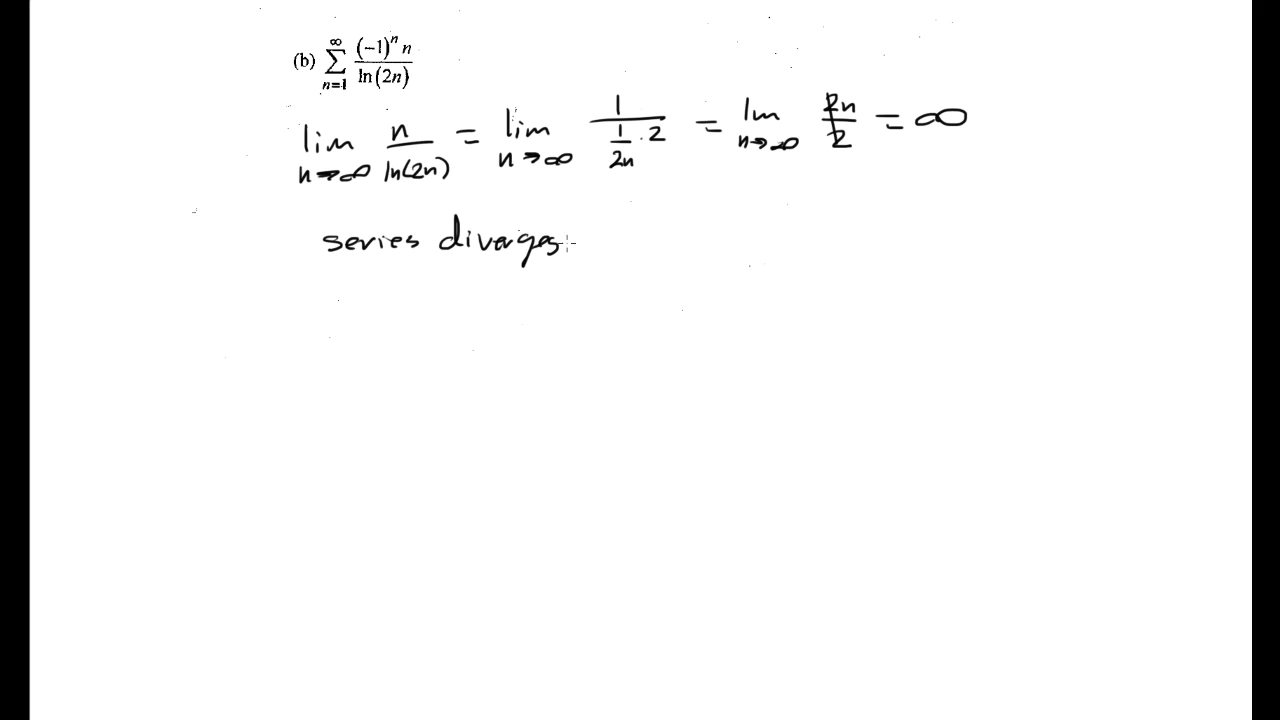 (b) ∑_{n=1}^{∞} (-1)^n n / ln(2n)
lim_{n→∞} n / ln(2n) = lim_{n→∞} 1 / (1/2n · 2) = lim_{n→∞} 2n / 2 = ∞
series diverges